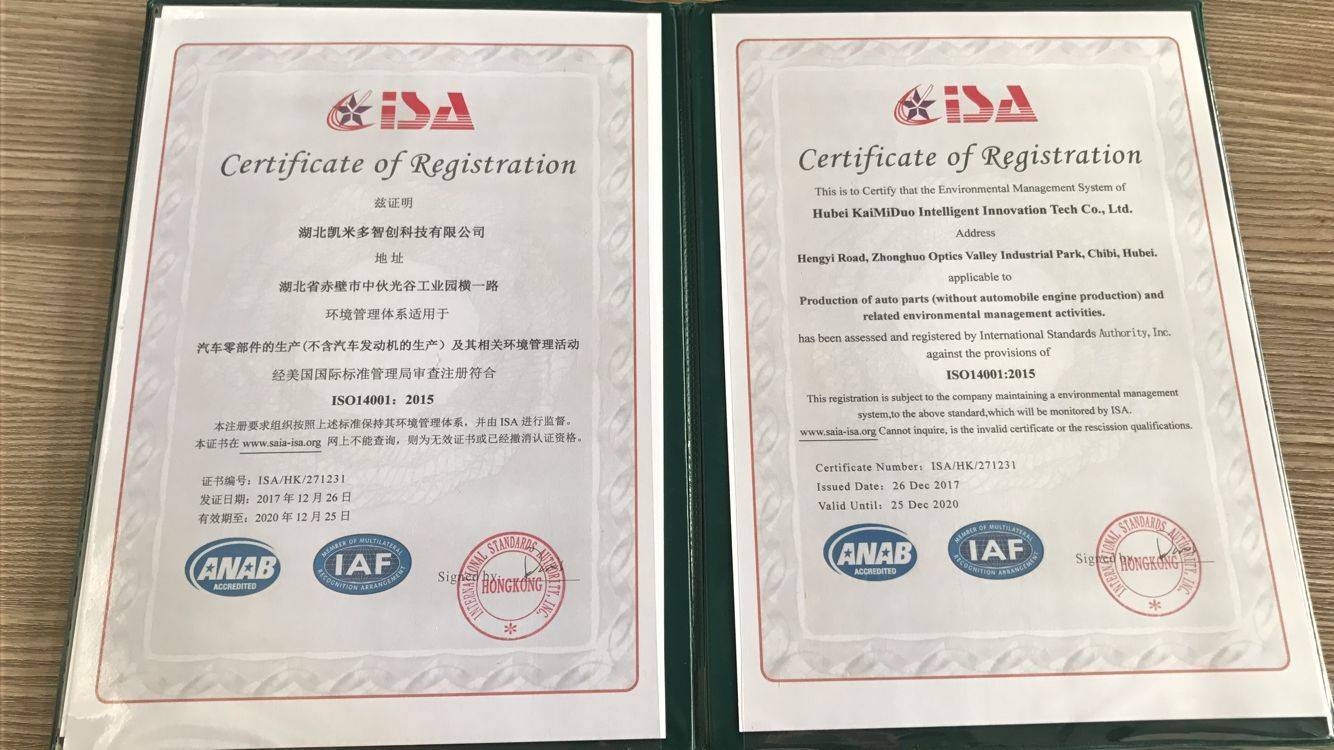 iSA
Certificate of Registration
兹证明
湖北凯米多智创科技有限公司
地 址
湖北省赤壁市中伙光谷工业园横一路
环境管理体系适用于
汽车零部件的生产(不含汽车发动机的生产）及其相关环境管理活动
经美国国际标准管理局审查注册符合
ISO14001：2015
本注册要求组织按照上述标准保持其环境管理体系，并由 ISA 进行监督。
本证书在 www.saia-isa.org 网上不能查询，则为无效证书或已经撤消认证资格。
证书编号：ISA/HK/271231
发证日期：2017 年 12 月 26 日
有效期至：2020 年 12 月 25 日
ANAB
ACCREDITED
MEMBER OF MULTILATERAL
IAF
RECOGNITION ARRANGEMENT
Signed by:
INTERNATIONAL STANDARDS AUTHORITY, INC.
HONGKONG
iSA
Certificate of Registration
This is to Certify that the Environmental Management System of
Hubei KaiMiDuo Intelligent Innovation Tech Co., Ltd.
Address
Hengyi Road, Zhonghuo Optics Valley Industrial Park, Chibi, Hubei.
applicable to
Production of auto parts (without automobile engine production) and
related environmental management activities.
has been assessed and registered by International Standards Authority, Inc.
against the provisions of
ISO14001:2015
This registration is subject to the company maintaining a environmental management
system,to the above standard,which will be monitored by ISA.
www.saia-isa.org Cannot inquire, is the invalid certificate or the rescission qualifications.
Certificate Number: ISA/HK/271231
Issued Date: 26 Dec 2017
Valid Until: 25 Dec 2020
ANAB
ACCREDITED
MEMBER OF MULTILATERAL
IAF
RECOGNITION ARRANGEMENT
Signed by:
INTERNATIONAL STANDARDS AUTHORITY, INC.
HONGKONG